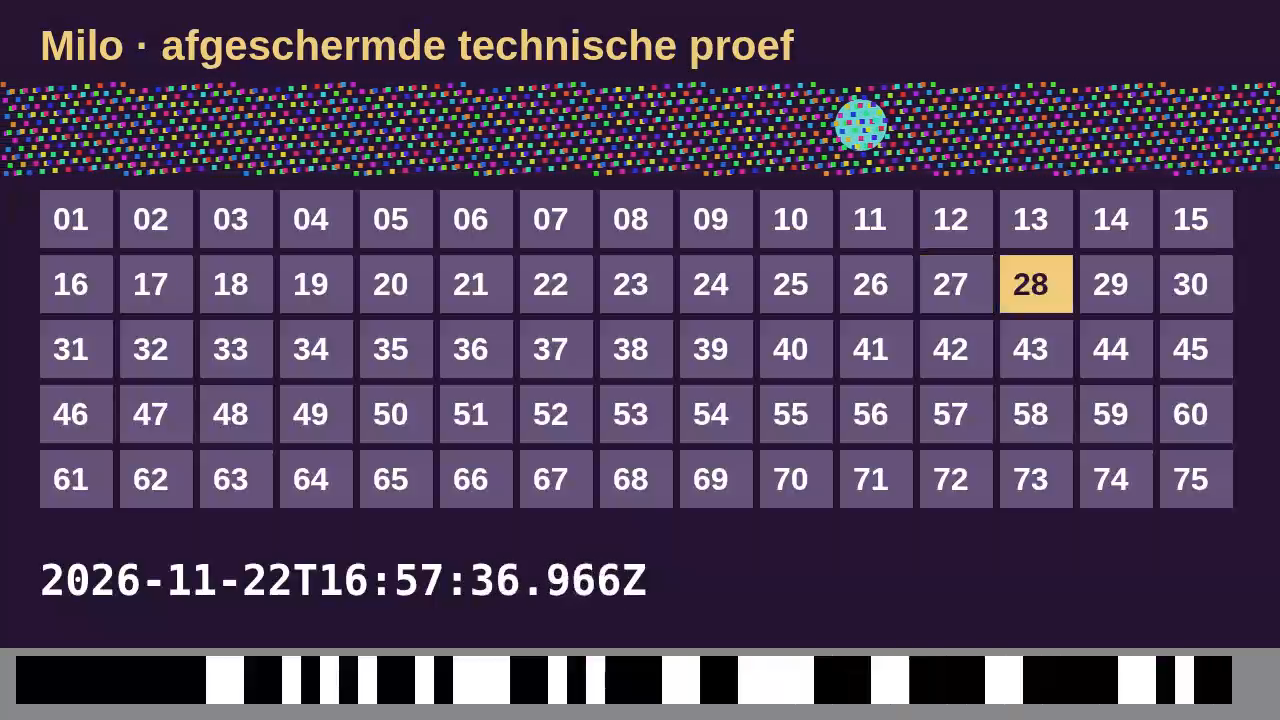 Milo · afgeschermde technische proef
01 02 03 04 05 06 07 08 09 10 11 12 13 14 15
16 17 18 19 20 21 22 23 24 25 26 27 28 29 30
31 32 33 34 35 36 37 38 39 40 41 42 43 44 45
46 47 48 49 50 51 52 53 54 55 56 57 58 59 60
61 62 63 64 65 66 67 68 69 70 71 72 73 74 75
2026-11-22T16:57:36.966Z